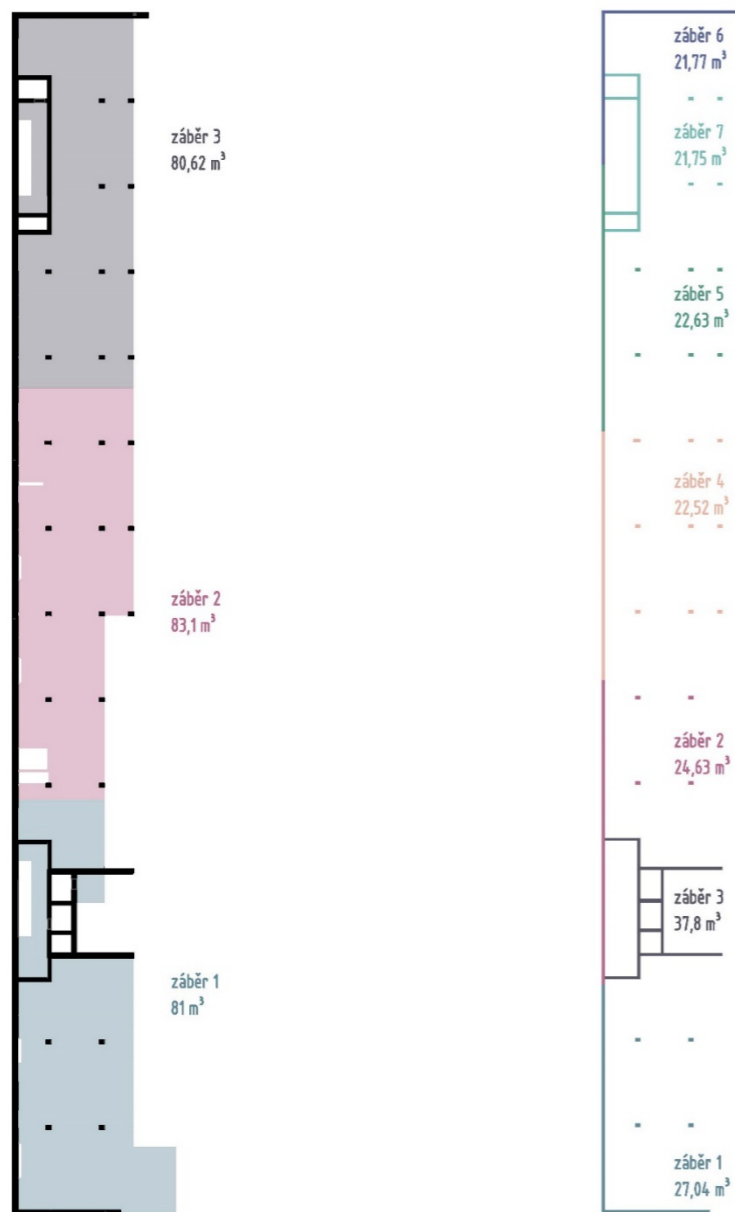 záběr 3
80,62 m³
záběr 2
83,1 m³
záběr 1
81 m³
záběr 6
21,77 m³
záběr 7
21,75 m³
záběr 5
22,63 m³
záběr 4
22,52 m³
záběr 2
24,63 m³
záběr 3
37,8 m³
záběr 1
27,04 m³